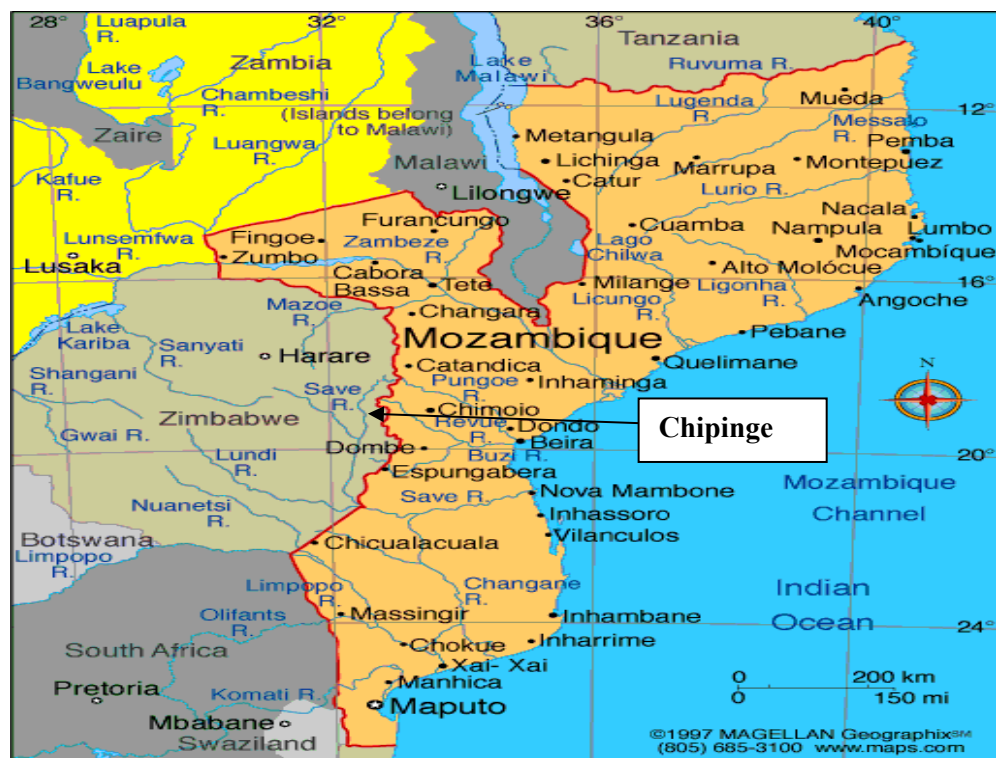 28°
32°
36°
40°
Luapula
R.
Zambia
Tanzania
Ruvuma R.
Lake
Bangweulu
Lake
Malawi
Chambeshi
R.
(Islands belong
to Malawi)
Lugenda
R.
Mueda
12°
Messalo
R.
Zaire
Luangwa
R.
Metangula
Pemba
Malawi
Lichinga
Marrupa
Montepuez
Kafue
R.
Lilongwe
Catur
Lurio R.
Furancungo
Cuamba
Nacala
Lunsemfwa
R.
Fingoe
Zambeze
R.
Lago
Chilwa
Nampula
Lumbo
Mocambíque
Lusaka
Zumbo
Cabora
Bassa
Tete
Milange
Alto Molócue
16°
Licungo
R.
Ligonha
R.
Angoche
Mazoe
R.
Changara
Lake
Kariba
Sanyati
R.
Harare
Mozambique
Pebane
Quelimane
Shangani
R.
Catandica
Pungoe
R.
Inhaminga
N
Save
R.
Zimbabwe
Chimoio
Revue
R.
Dondo
Chipinge
Gwai R.
Dombe
Beira
Buzi R.
20°
Lundi
R.
Espungabera
Nuanetsi
R.
Save R.
Nova Mambone
Mozambique
Channel
Inhassoro
Botswana
Chicualacuala
Vilanculos
Limpopo
R.
Limpopo
R.
Changane
R.
Indian
Ocean
Olifants
R.
Massingir
Inhambane
24°
Chokue
Inharrime
South Africa
Xai- Xai
Pretoria
Komati R.
Manhica
0 200 km
0 150 mi
Maputo
Mbabane
Swaziland
©1997 MAGELLAN Geographix℠
(805) 685-3100 www.maps.com